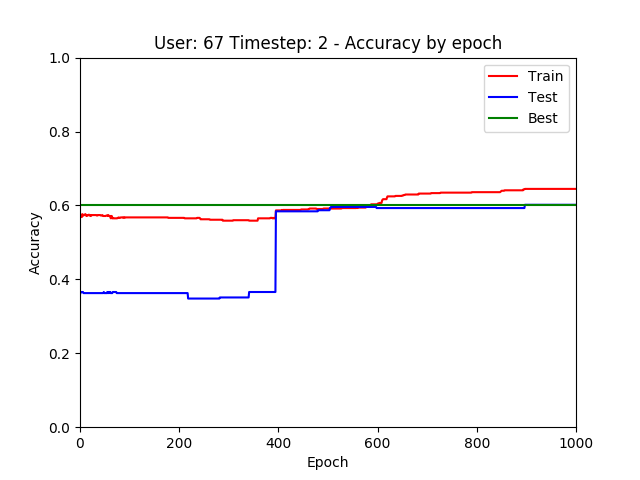 User: 67 Timestep: 2 - Accuracy by epoch
1.0
0.8
0.6
0.4
0.2
0.0
Accuracy
Train
Test
Best
0 200 400 600 800 1000
Epoch